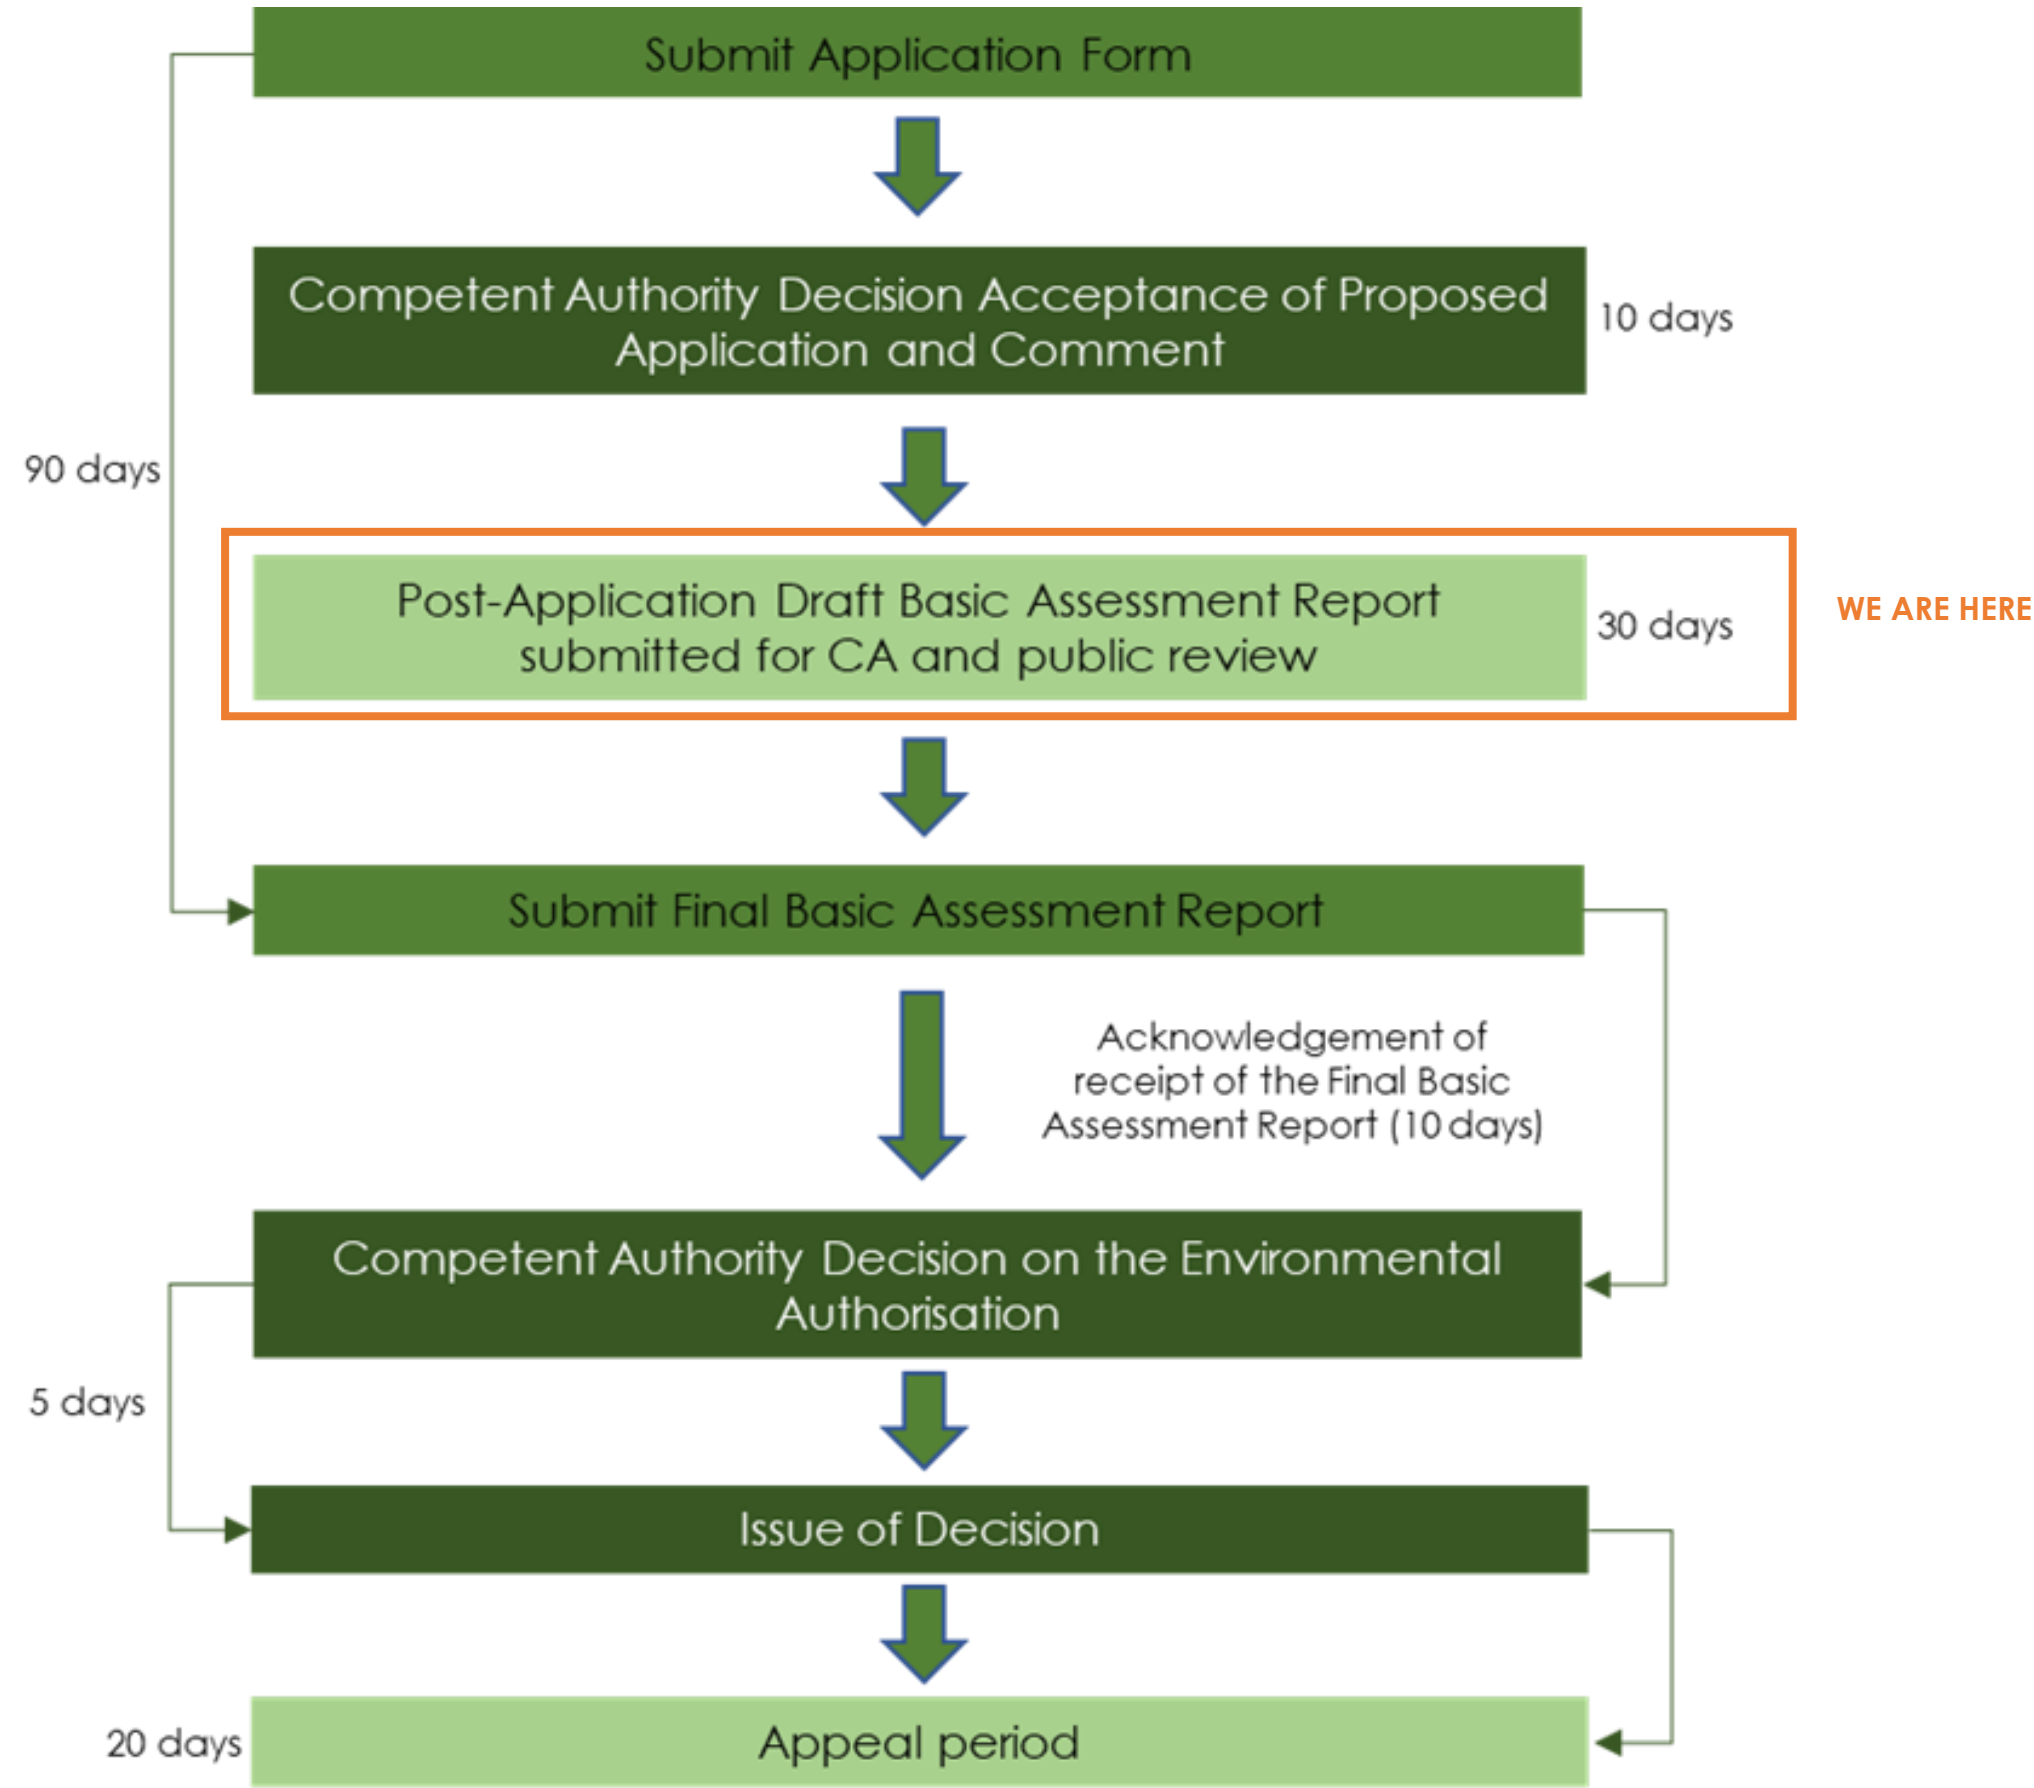 Submit Application Form
Competent Authority Decision Acceptance of Proposed
Application and Comment
10 days
90 days
Post-Application Draft Basic Assessment Report
submitted for CA and public review
30 days
WE ARE HERE
Submit Final Basic Assessment Report
Acknowledgement of
receipt of the Final Basic
Assessment Report (10 days)
Competent Authority Decision on the Environmental
Authorisation
5 days
Issue of Decision
20 days
Appeal period